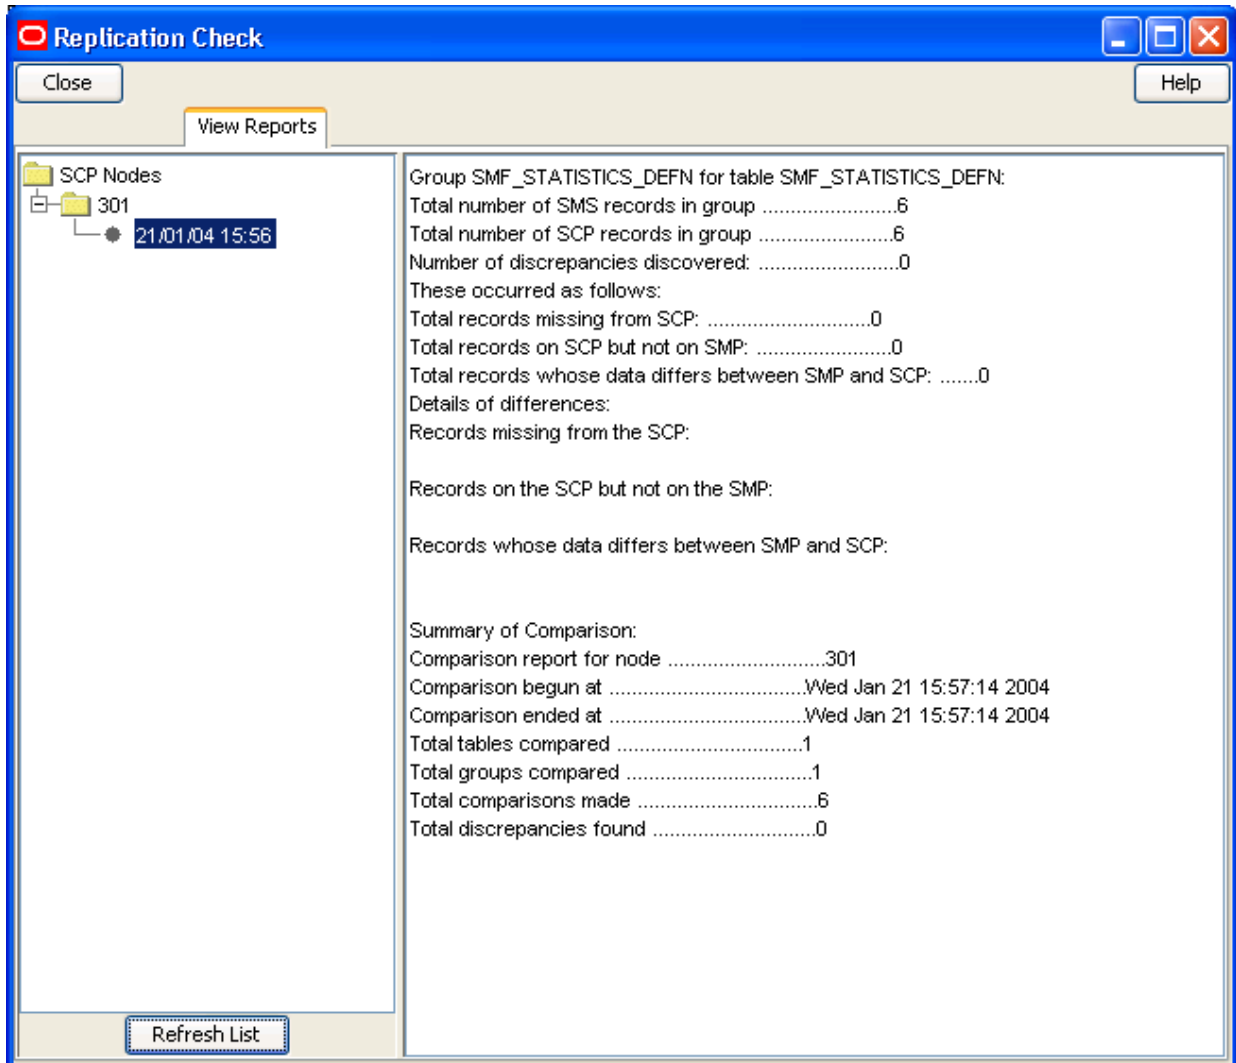 Replication Check
Close
Help
View Reports
SCP Nodes
301
21/01/04 15:56
Refresh List
Group SMF_STATISTICS_DEFN for table SMF_STATISTICS_DEFN:
Total number of SMS records in group ........................6
Total number of SCP records in group ........................6
Number of discrepancies discovered: .........................0
These occurred as follows:
Total records missing from SCP: .............................0
Total records on SCP but not on SMP: ........................0
Total records whose data differs between SMP and SCP: .......0
Details of differences:
Records missing from the SCP:
Records on the SCP but not on the SMP:
Records whose data differs between SMP and SCP:
Summary of Comparison:
Comparison report for node ............................301
Comparison begun at ...................................Wed Jan 21 15:57:14 2004
Comparison ended at ...................................Wed Jan 21 15:57:14 2004
Total tables compared .................................1
Total groups compared .................................1
Total comparisons made ................................6
Total discrepancies found .............................0